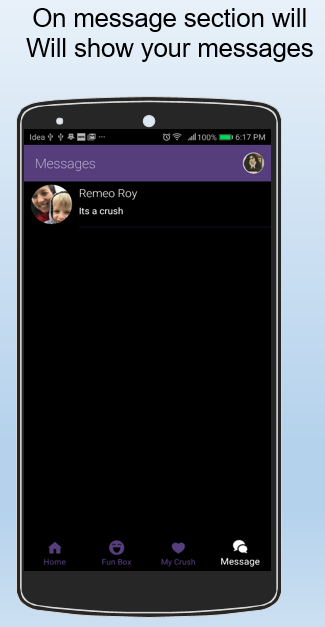 On message section will
Will show your messages
Idea 100% 6:17 PM
Messages
Remeo Roy
Its a crush
Home Fun Box My Crush Message